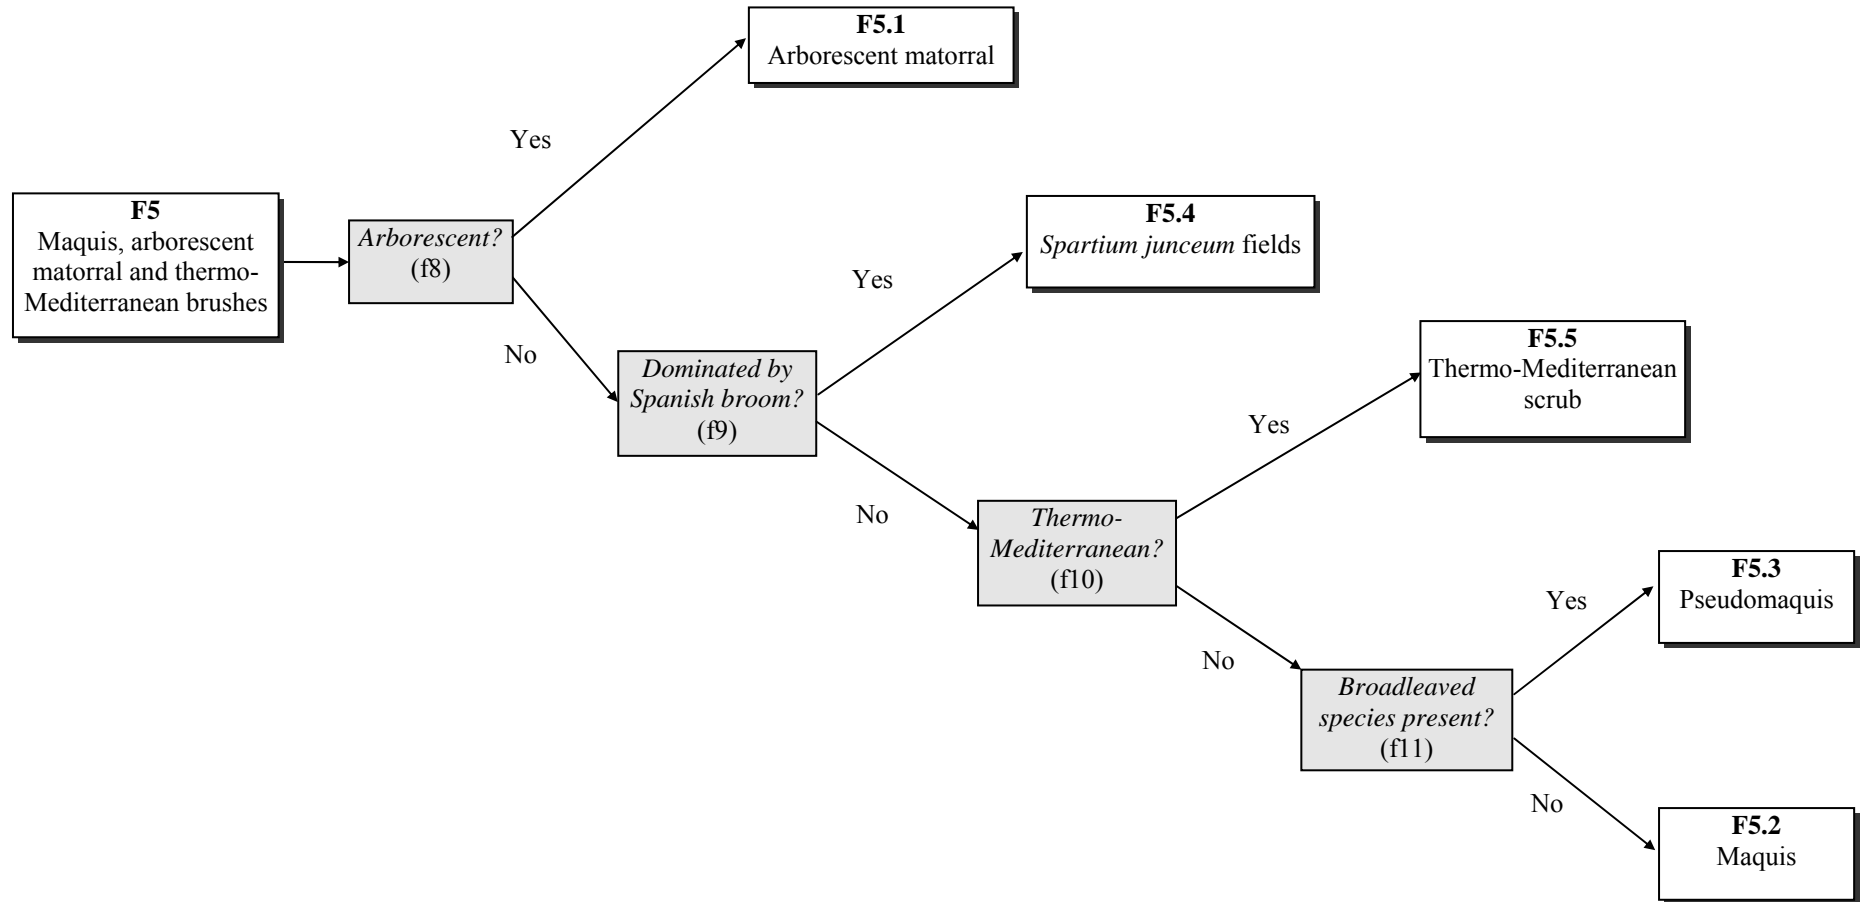 F5.1
Arborescent matorral
Yes
F5
Maquis, arborescent
matorral and thermo-
Mediterranean brushes
Arborescent?
(f8)
No
F5.4
Spartium junceum fields
Yes
Dominated by
Spanish broom?
(f9)
No
F5.5
Thermo-Mediterranean
scrub
Yes
Thermo-
Mediterranean?
(f10)
No
F5.3
Pseudomaquis
Yes
Broadleaved
species present?
(f11)
No
F5.2
Maquis